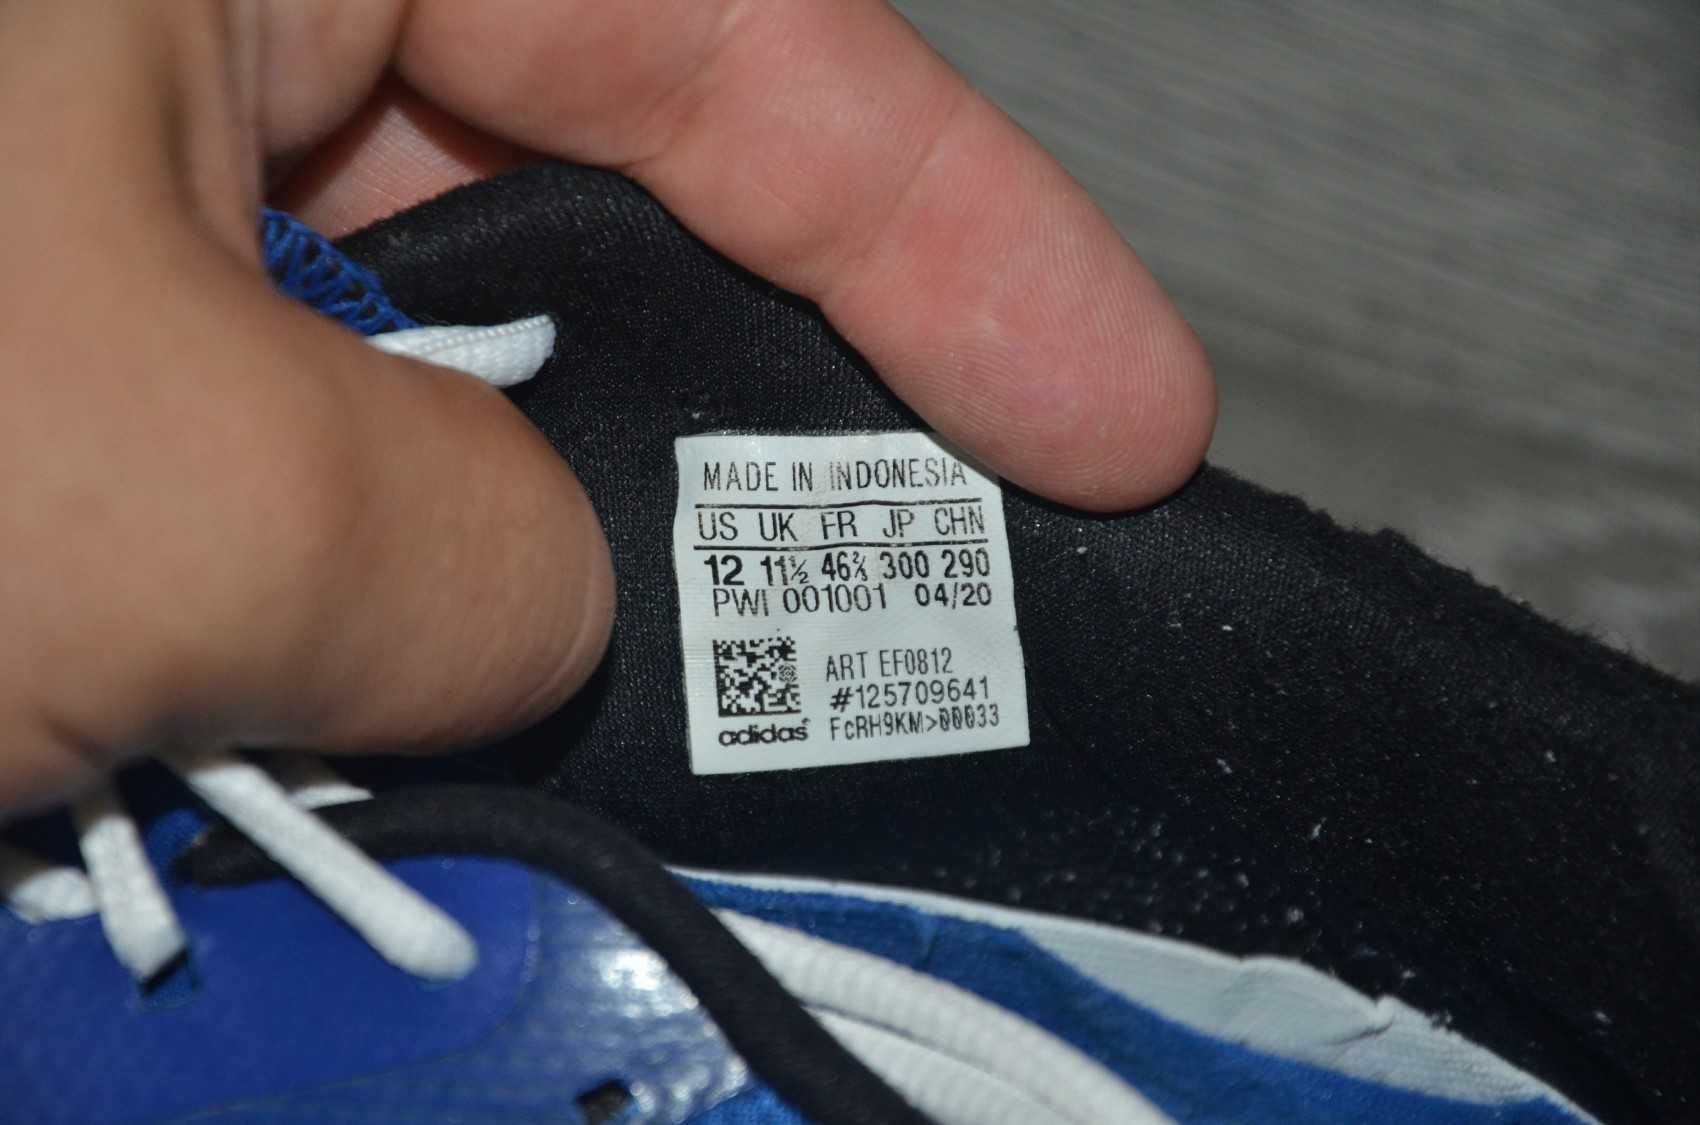 MADE IN INDONESIA
US UK FR JP CHN
12 11½ 46⅔ 300 290
PWI 001001 04/20
ART EF0812
#125709641
FcRH9KM>00033
adidas